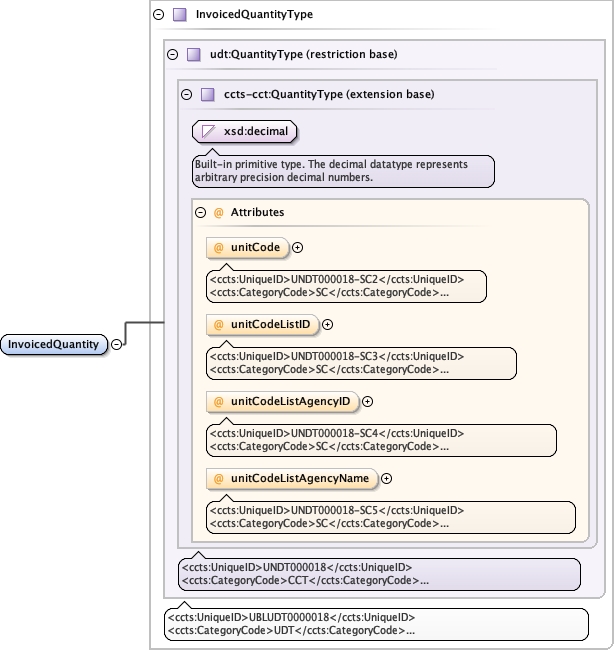 InvoicedQuantityType
udt:QuantityType (restriction base)
ccts-cct:QuantityType (extension base)
xsd:decimal
Built-in primitive type. The decimal datatype represents
arbitrary precision decimal numbers.
@ Attributes
@ unitCode
<ccts:UniqueID>UNDT000018-SC2</ccts:UniqueID>
<ccts:CategoryCode>SC</ccts:CategoryCode>...
@ unitCodeListID
<ccts:UniqueID>UNDT000018-SC3</ccts:UniqueID>
<ccts:CategoryCode>SC</ccts:CategoryCode>...
InvoicedQuantity
@ unitCodeListAgencyID
<ccts:UniqueID>UNDT000018-SC4</ccts:UniqueID>
<ccts:CategoryCode>SC</ccts:CategoryCode>...
@ unitCodeListAgencyName
<ccts:UniqueID>UNDT000018-SC5</ccts:UniqueID>
<ccts:CategoryCode>SC</ccts:CategoryCode>...
<ccts:UniqueID>UNDT000018</ccts:UniqueID>
<ccts:CategoryCode>CCT</ccts:CategoryCode>...
<ccts:UniqueID>UBLUDT0000018</ccts:UniqueID>
<ccts:CategoryCode>UDT</ccts:CategoryCode>...